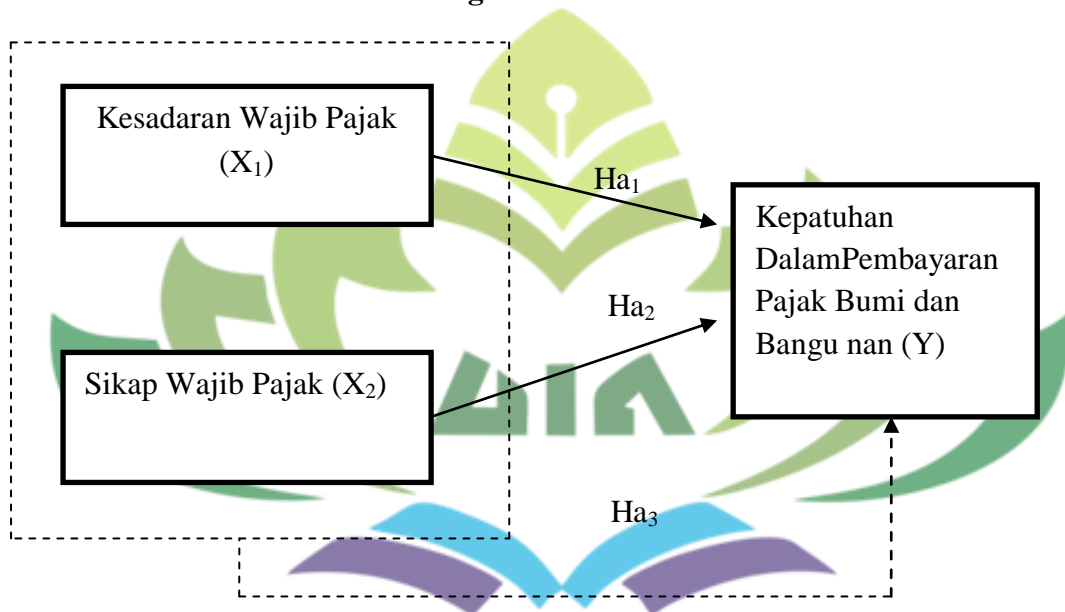 Kesadaran Wajib Pajak
(X₁)
Ha₁
Kepatuhan
DalamPembayaran
Pajak Bumi dan
Bangu nan (Y)
Ha₂
Sikap Wajib Pajak (X₂)
Ha₃